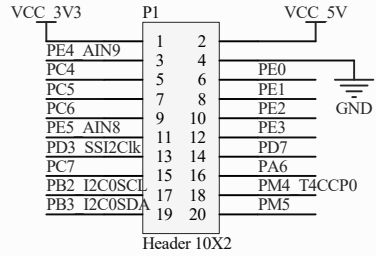 VCC_3V3 P1 VCC_5V
1 2
PE4_AIN9 3 4
PC4 5 6 PE0
PC5 7 8 PE1
PC6 9 10 PE2
GND
PE5_AIN8 11 12 PE3
PD3_SSI2Clk 13 14 PD7
PC7 15 16 PA6
PB2_I2C0SCL 17 18 PM4_T4CCP0
PB3_I2C0SDA 19 20 PM5
Header 10X2